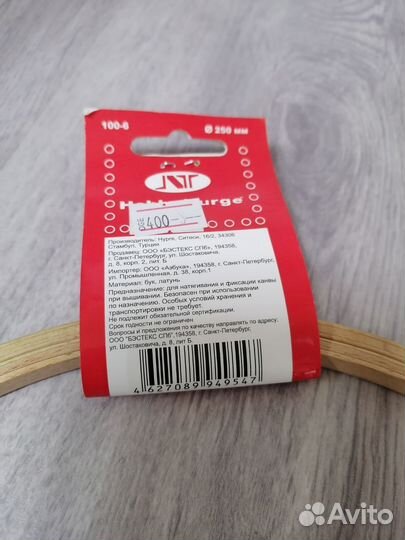 100-6 Ø 250 мм
400
Производитель: Нурге, Ситеси, 16/2, 34306
Стамбул, Турция
Продавец: ООО «БЭСТЕКС СПб», 194358,
г. Санкт-Петербург, ул. Шостаковича,
д. 8, корп. 2, лит Б
Импортер: ООО «Азбука», 194358, г. Санкт-Петербург,
ул. Промышленная, д. 38, корп.1
Материал: бук, латунь
Предназначение: для натягивания и фиксации канвы
при вышивании. Безопасен при использовании
по назначению. Особых условий хранения и
транспортировки не требует.
Не подлежит обязательной сертификации.
Срок годности не ограничен
Вопросы и предложения по качеству направлять по адресу:
ООО "БЭСТЕКС СПб",194358, г. Санкт-Петербург,
ул. Шостаковича, д. 8, лит Б
4 627089 949547
Avito